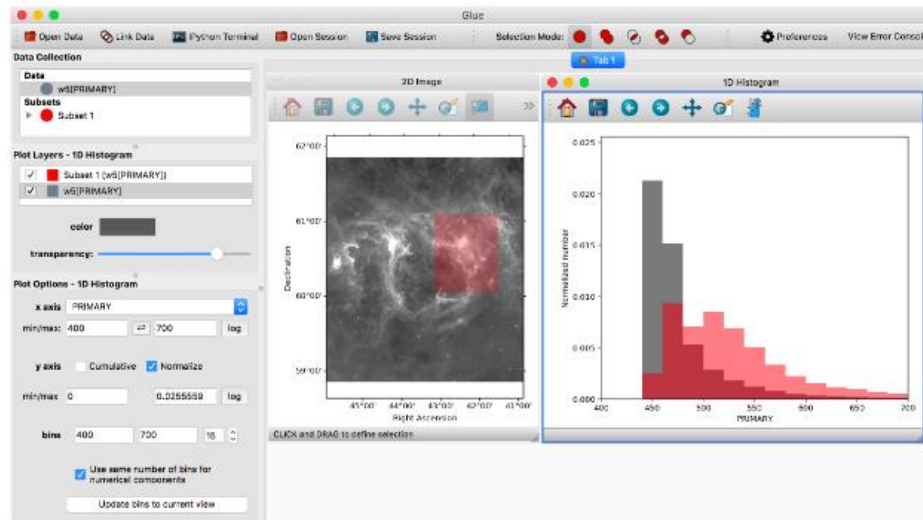 Glue
Open Data Link Data IPython Terminal Open Session Save Session Selection Mode: Preferences View Error Consol
Data Collection
Tab 1
Data
w5[PRIMARY]
Subsets
Subset 1
Plot Layers - 1D Histogram
Subset 1 (w5[PRIMARY])
w5[PRIMARY]
color
transparency:
Plot Options - 1D Histogram
x axis PRIMARY
min/max: 400 700 log
y axis Cumulative Normalize
min/max 0 0.0255559 log
bins 400 700 16
Use same number of bins for
numerical components
Update bins to current view
2D Image
62°00'
61°00'
60°00'
59°00'
Declination
45°00' 44°00' 43°00' 42°00' 41°00'
Right Ascension
CLICK and DRAG to define selection
1D Histogram
0.025
0.020
0.015
0.010
0.005
0.000
Normalized number
400 450 500 550 600 650 700
PRIMARY